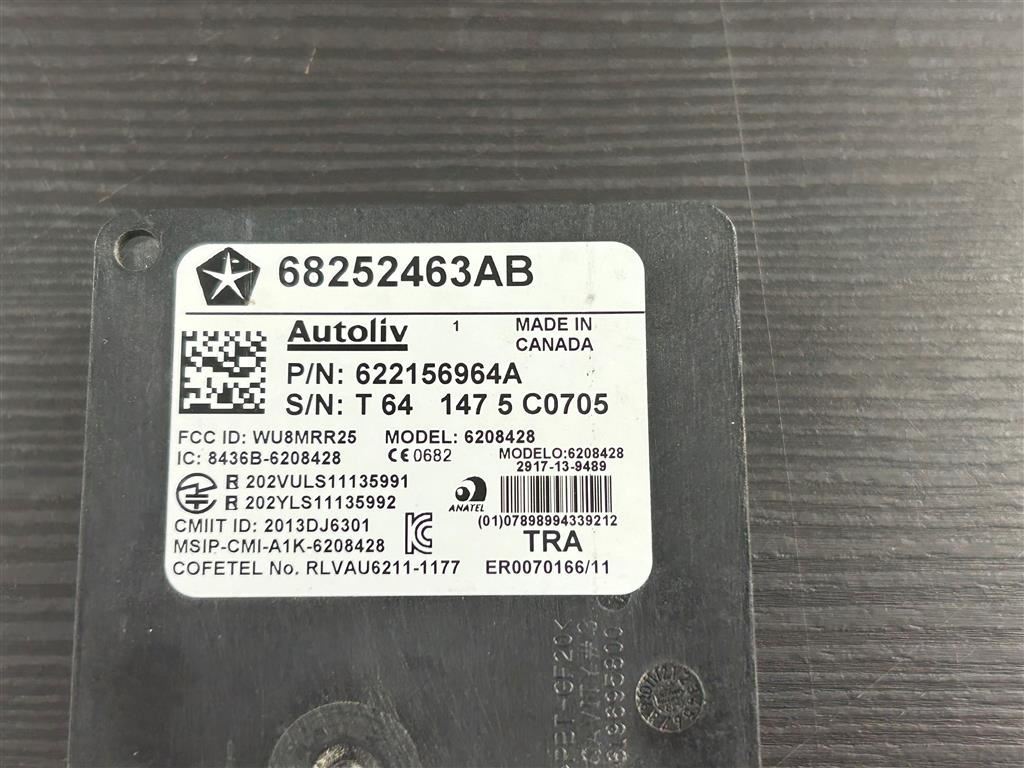 68252463AB
Autoliv 1 MADE IN CANADA
P/N: 622156964A
S/N: T 64 147 5 C0705
FCC ID: WU8MRR25 MODEL: 6208428
IC: 8436B-6208428 CE 0682 MODELO:6208428
2917-13-9489
R 202VULS11135991
R 202YLS11135992
ANATEL
(01)07898994339212
CMIIT ID: 2013DJ6301
MSIP-CMI-A1K-6208428 TRA
COFETEL No. RLVAU6211-1177 ER0070166/11